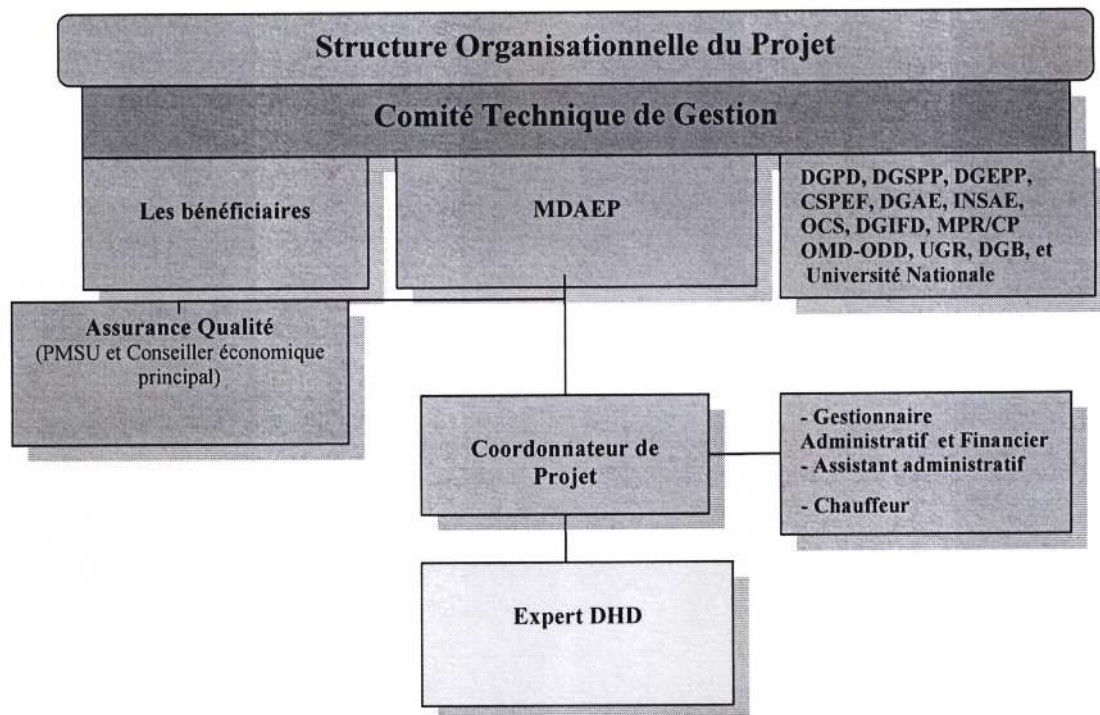 Structure Organisationnelle du Projet
Comité Technique de Gestion
Les bénéficiaires
MDAEP
DGPD, DGSPP, DGEPP,
CSPEF, DGAE, INSAE,
OCS, DGIFD, MPR/CP
OMD-ODD, UGR, DGB, et
Université Nationale
Assurance Qualité
(PMSU et Conseiller économique
principal)
Coordonnateur de
Projet
- Gestionnaire
Administratif et Financier
- Assistant administratif
- Chauffeur
Expert DHD